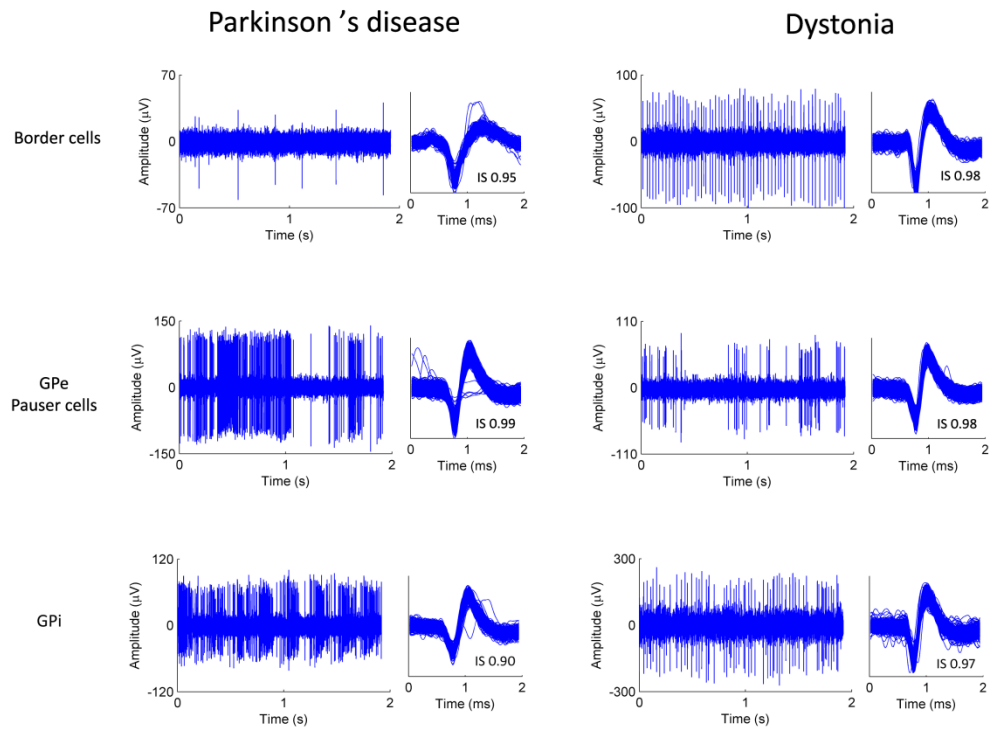 Parkinson 's disease
Dystonia
Border cells
Amplitude (µV)
70
0
-70
0
1
2
Time (s)
IS 0.95
0
1
2
Time (ms)
Amplitude (µV)
100
0
-100
0
1
2
Time (s)
IS 0.98
0
1
2
Time (ms)
GPe
Pauser cells
Amplitude (µV)
150
0
-150
0
1
2
Time (s)
IS 0.99
0
1
2
Time (ms)
Amplitude (µV)
110
0
-110
0
1
2
Time (s)
IS 0.98
0
1
2
Time (ms)
GPi
Amplitude (µV)
120
0
-120
0
1
2
Time (s)
IS 0.90
0
1
2
Time (ms)
Amplitude (µV)
300
0
-300
0
1
2
Time (s)
IS 0.97
0
1
2
Time (ms)